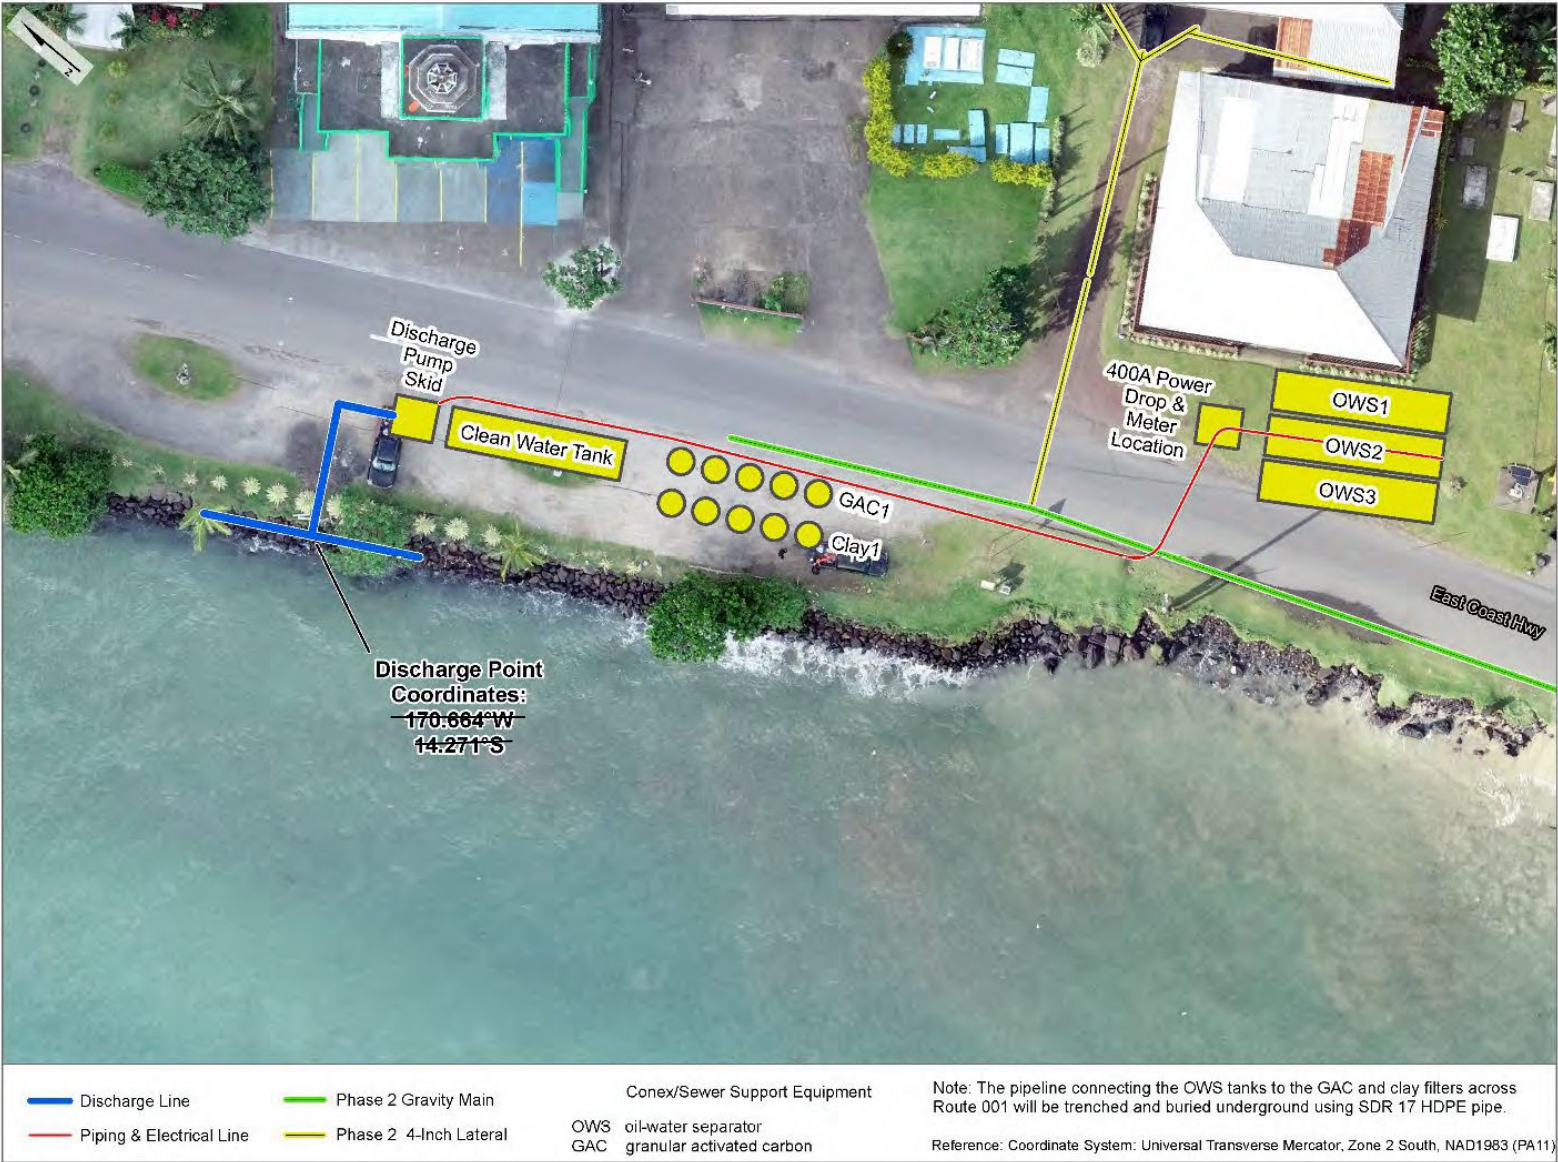 N
Discharge
Pump
Skid
Clean Water Tank
GAC1
Clay1
400A Power
Drop &
Meter
Location
OWS1
OWS2
OWS3
East Coast Hwy
Discharge Point
Coordinates:
170.664°W
14.271°S
Discharge Line
Piping & Electrical Line
Phase 2 Gravity Main
Phase 2 4-Inch Lateral
Conex/Sewer Support Equipment
OWS oil-water separator
GAC granular activated carbon
Note: The pipeline connecting the OWS tanks to the GAC and clay filters across
Route 001 will be trenched and buried underground using SDR 17 HDPE pipe.
Reference: Coordinate System: Universal Transverse Mercator, Zone 2 South, NAD1983 (PA11)